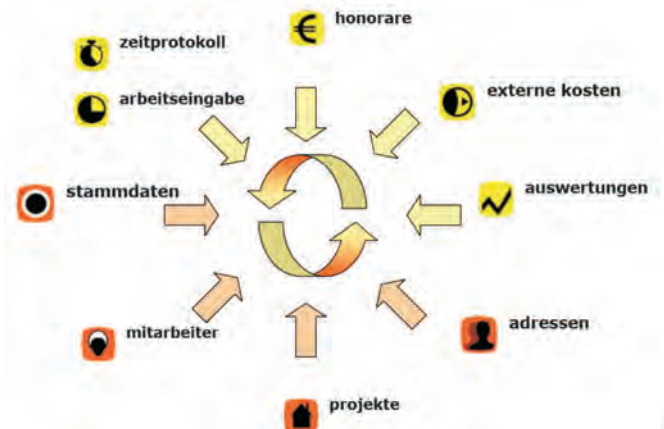 honorare
zeitprotokoll
arbeitseingabe
externe kosten
stammdaten
auswertungen
mitarbeiter
adressen
projekte